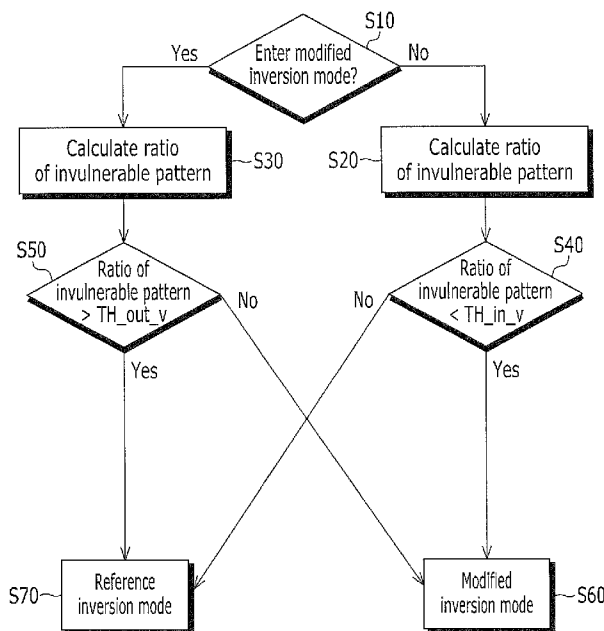 S10
Yes
Enter modified
inversion mode?
No
Calculate ratio
of invulnerable pattern
S30
S20
Calculate ratio
of invulnerable pattern
S50
Ratio of
invulnerable pattern
> TH_out_v
No
Yes
S40
Ratio of
invulnerable pattern
< TH_in_v
No
Yes
S70
Reference
inversion mode
Modified
inversion mode
S60